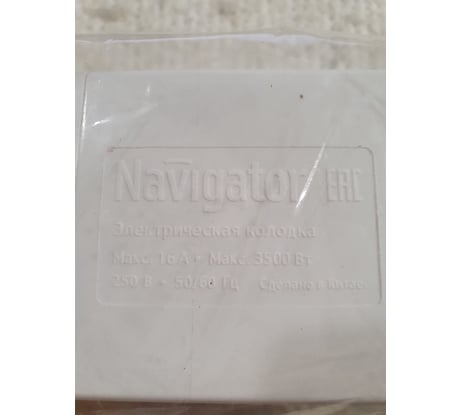 Navigator EAC
Электрическая колодка
Макс. 16 А • Макс. 3500 Вт
250 В • 50/60 Гц Сделано в Китае